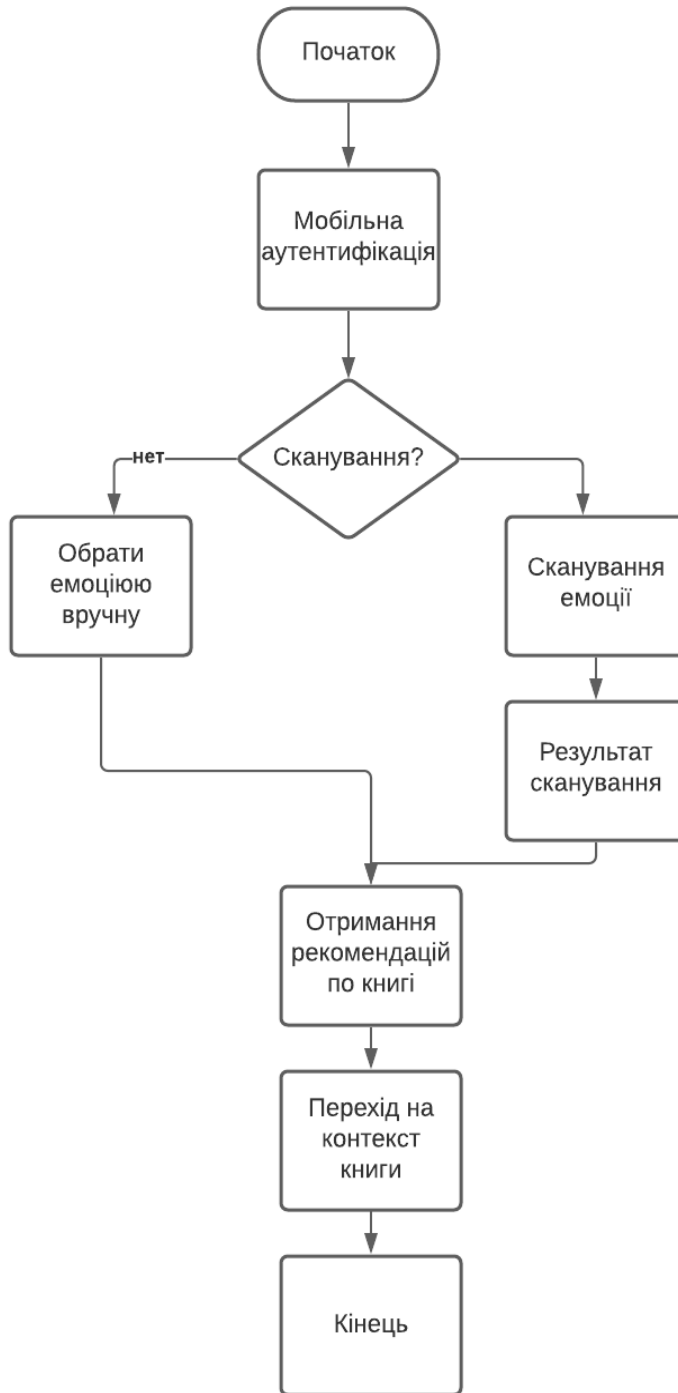 Початок
Мобільна
аутентифікація
Сканування?
нет
Обрати
емоціюю
вручну
Сканування
емоції
Результат
сканування
Отримання
рекомендацій
по книгі
Перехід на
контекст
книги
Кінець